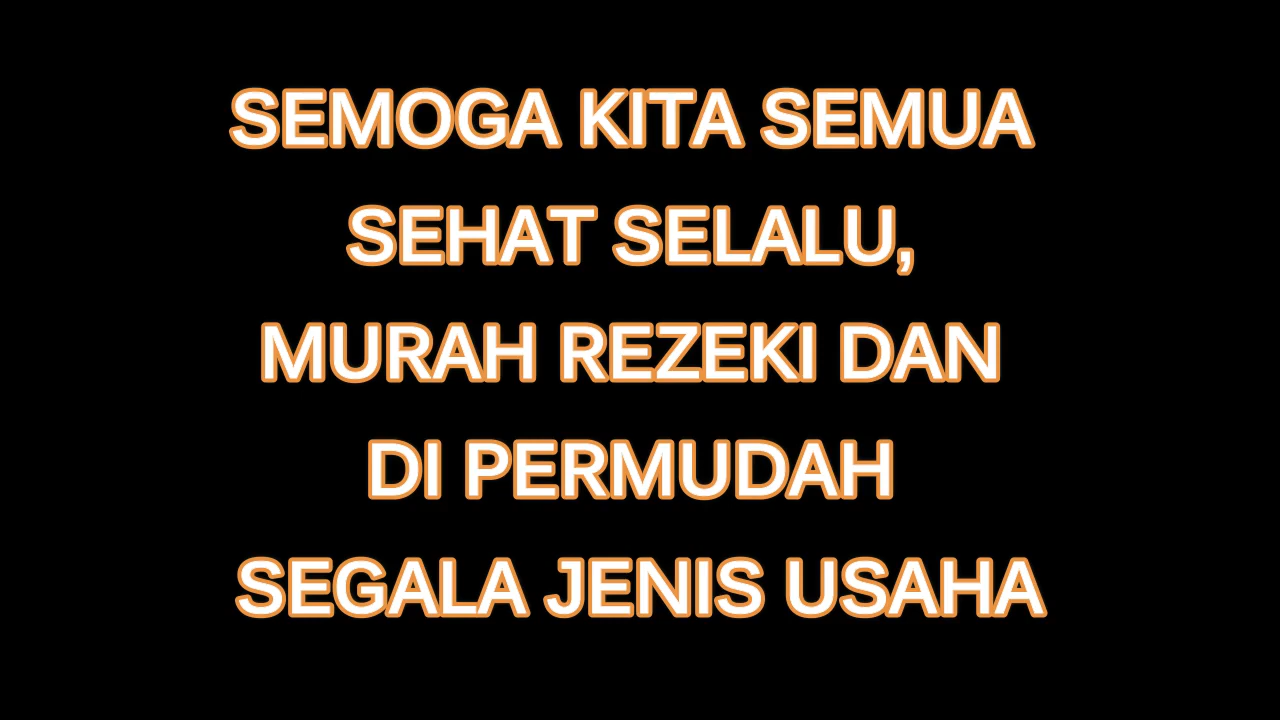 SEMOGA KITA SEMUA
SEHAT SELALU,
MURAH REZEKI DAN
DI PERMUDAH
SEGALA JENIS USAHA